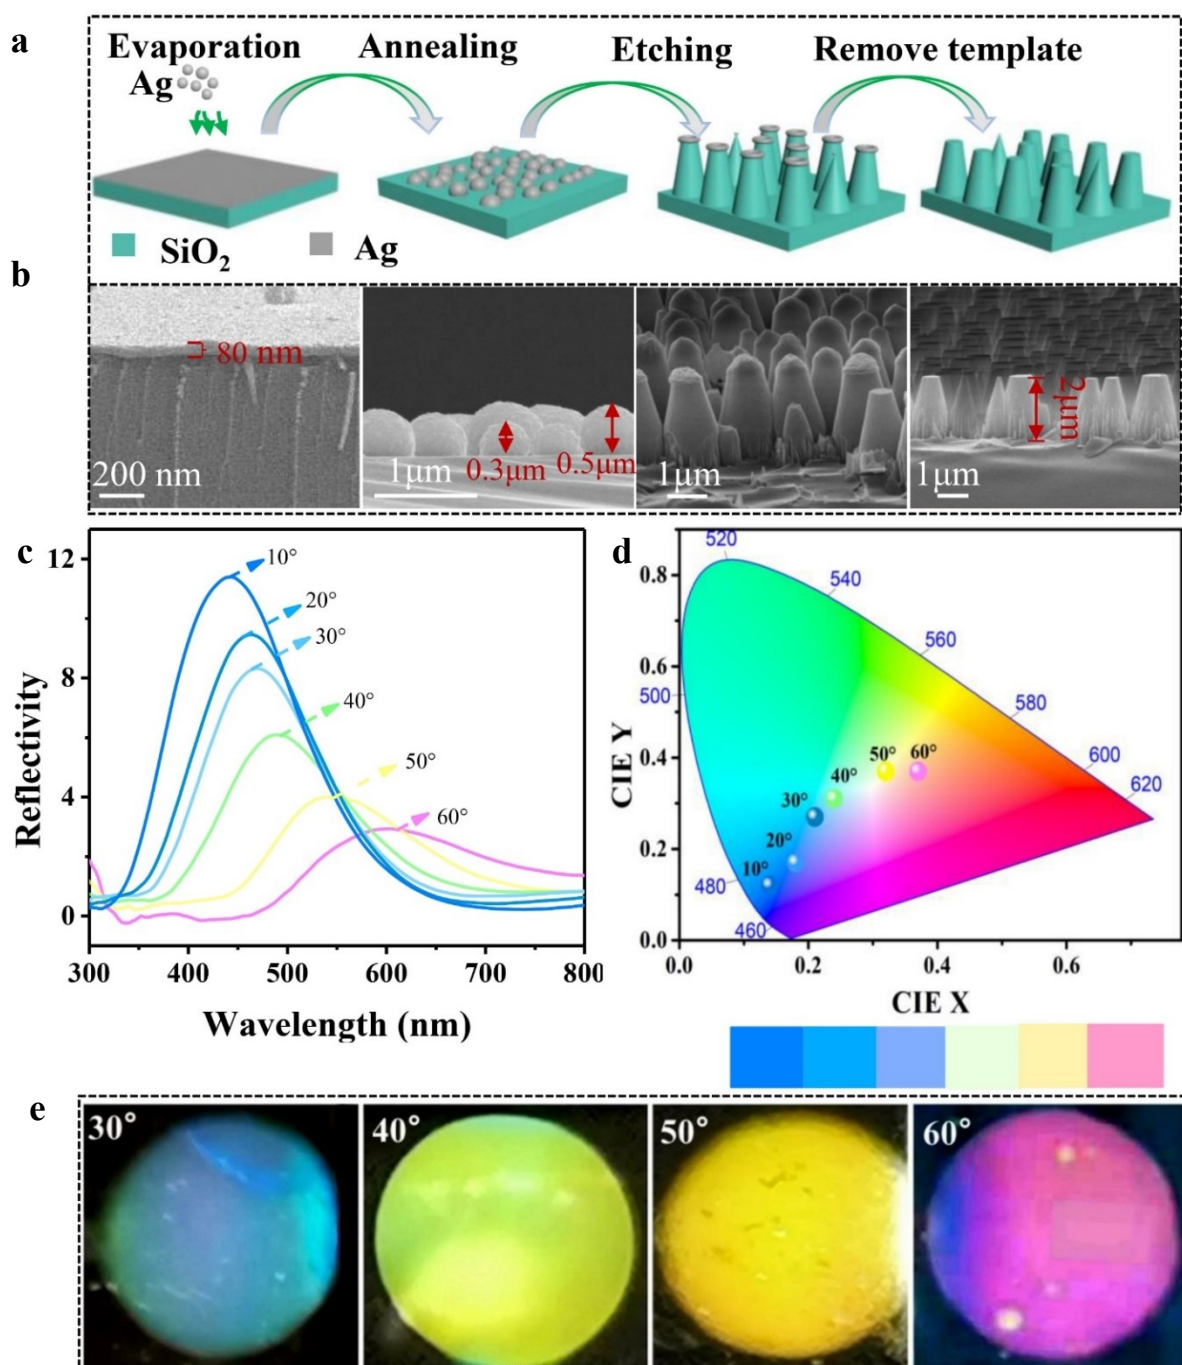 a
Evaporation Annealing Etching Remove template
Ag
SiO2 Ag
b
80 nm
200 nm
0.3μm
0.5μm
1μm
1μm
2μm
1μm
c
12
8
4
0
Reflectivity
10°
20°
30°
40°
50°
60°
300 400 500 600 700 800
Wavelength (nm)
d
0.8
0.6
0.4
0.2
0.0
CIE Y
520
540
560
500
580
600
620
480
460
50° 60°
40°
30°
20°
10°
0.0 0.2 0.4 0.6
CIE X
e
30° 40° 50° 60°